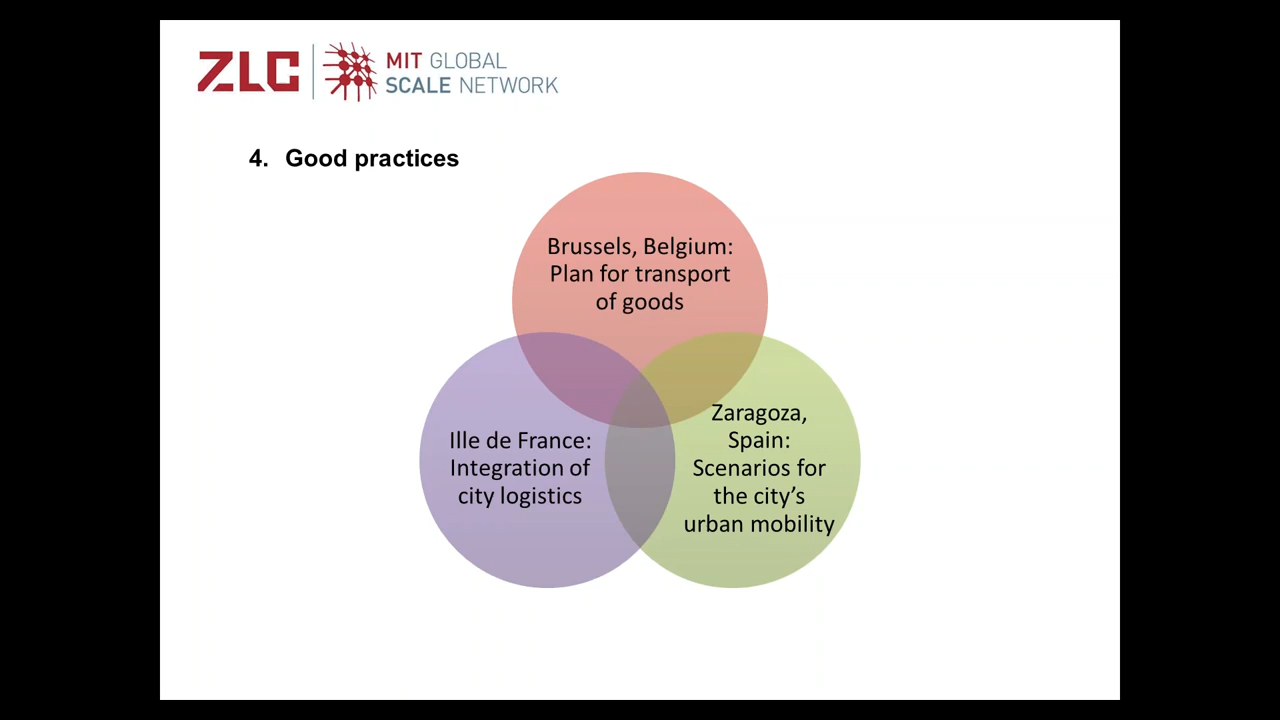 ZLC
MIT GLOBAL
SCALE NETWORK
4. Good practices
Brussels, Belgium:
Plan for transport
of goods
Ille de France:
Integration of
city logistics
Zaragoza,
Spain:
Scenarios for
the city’s
urban mobility